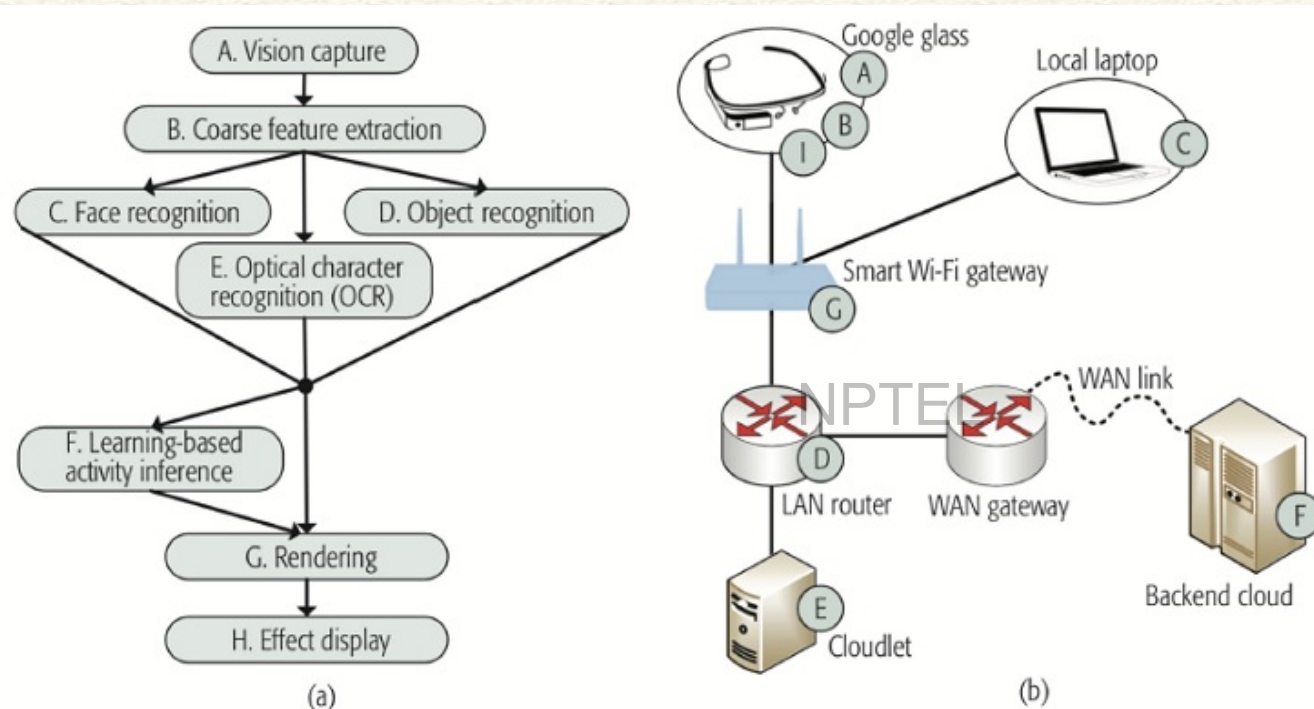 A. Vision capture
B. Coarse feature extraction
C. Face recognition
D. Object recognition
E. Optical character
recognition (OCR)
F. Learning-based
activity inference
G. Rendering
H. Effect display
(a)
Google glass
A
B
I
Local laptop
C
Smart Wi-Fi gateway
G
NPTEL
WAN link
D
LAN router
WAN gateway
F
Backend cloud
E
Cloudlet
(b)